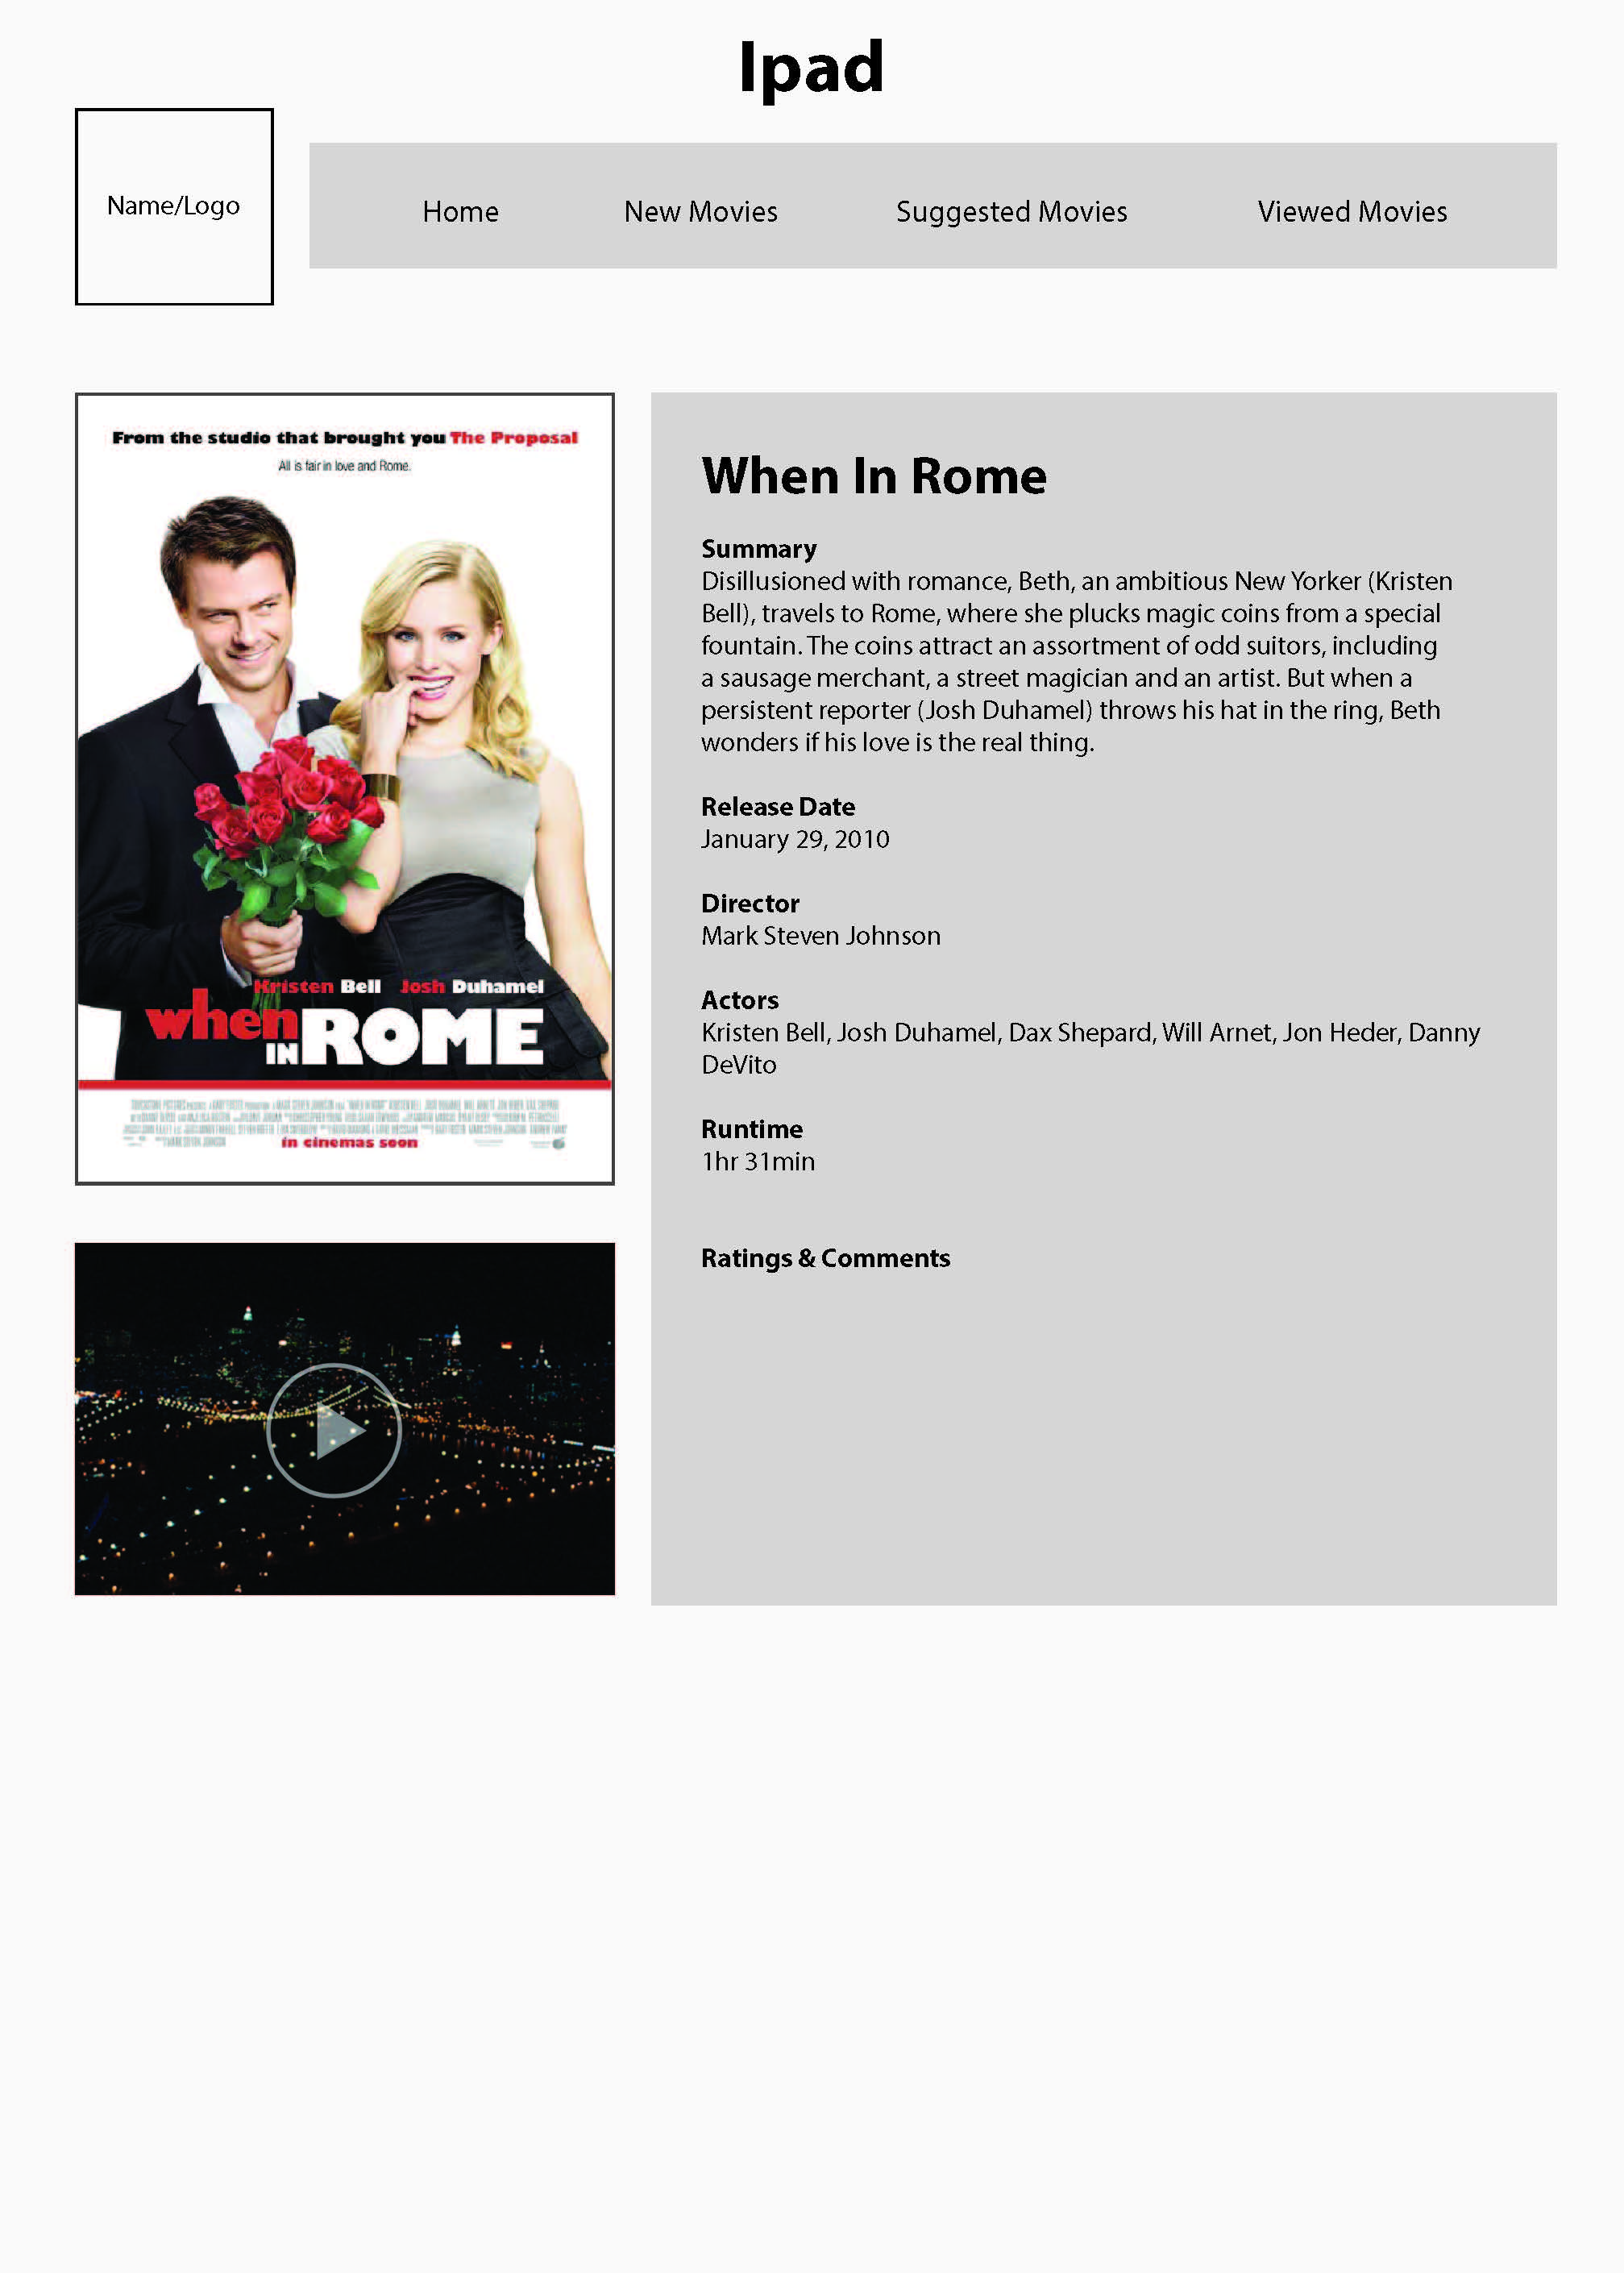 Ipad
Name/Logo
Home New Movies Suggested Movies Viewed Movies
From the studio that brought you The Proposal
All is fair in love and Rome.
Kristen Bell Josh Duhamel
when IN ROME
in cinemas soon
When In Rome
Summary
Disillusioned with romance, Beth, an ambitious New Yorker (Kristen
Bell), travels to Rome, where she plucks magic coins from a special
fountain. The coins attract an assortment of odd suitors, including
a sausage merchant, a street magician and an artist. But when a
persistent reporter (Josh Duhamel) throws his hat in the ring, Beth
wonders if his love is the real thing.
Release Date
January 29, 2010
Director
Mark Steven Johnson
Actors
Kristen Bell, Josh Duhamel, Dax Shepard, Will Arnet, Jon Heder, Danny
DeVito
Runtime
1hr 31min
Ratings & Comments